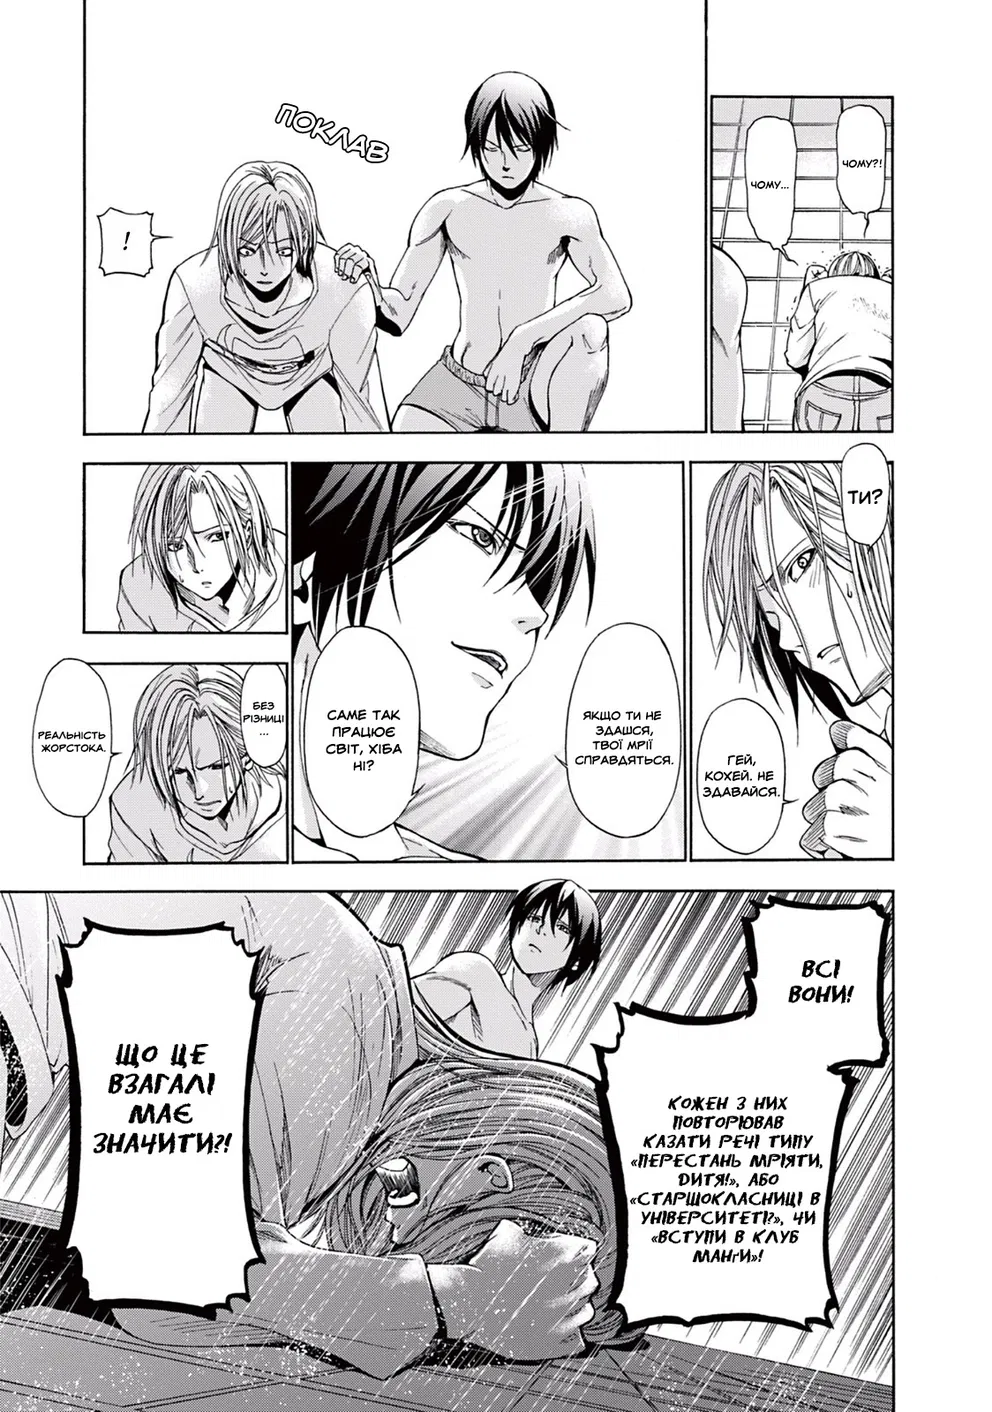 ЧОМУ?!
ЧОМУ...
ПОКЛАВ
!
ТИ?
ГЕЙ,
КОХЕЙ. НЕ
ЗДАВАЙСЯ.
ЯКЩО ТИ НЕ
ЗДАШСЯ,
ТВОЇ МРІЇ
СПРАВДЯТЬСЯ.
САМЕ ТАК
ПРАЦЮЄ
СВІТ, ХІБА
НІ?
БЕЗ
РІЗНИЦІ
...
РЕАЛЬНІСТЬ
ЖОРСТОКА.
ВСІ
ВОНИ!
КОЖЕН З НИХ
ПОВТОРЮВАВ
КАЗАТИ РЕЧІ ТИПУ
«ПЕРЕСТАНЬ МРІЯТИ,
ДИТЯ!», АБО
«СТАРШОКЛАСНИЦІ В
УНІВЕРСИТЕТІ?», ЧИ
«ВСТУПИ В КЛУБ
МАНґИ»!
ЩО ЦЕ
ВЗАГАЛІ
МАЄ
ЗНАЧИТИ?!